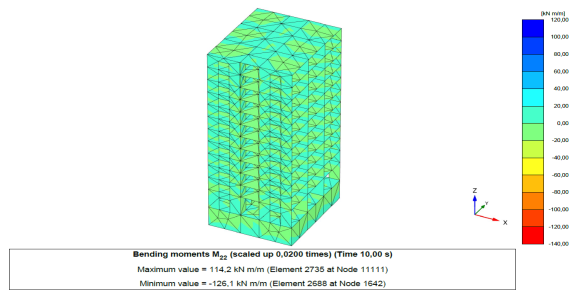 [kN m/m]
120,00
100,00
80,00
60,00
40,00
20,00
0,00
-20,00
-40,00
-60,00
-80,00
-100,00
-120,00
-140,00
Z
Y
X
Bending moments M22 (scaled up 0,0200 times) (Time 10,00 s)
Maximum value = 114,2 kN m/m (Element 2735 at Node 11111)
Minimum value = -126,1 kN m/m (Element 2688 at Node 1642)